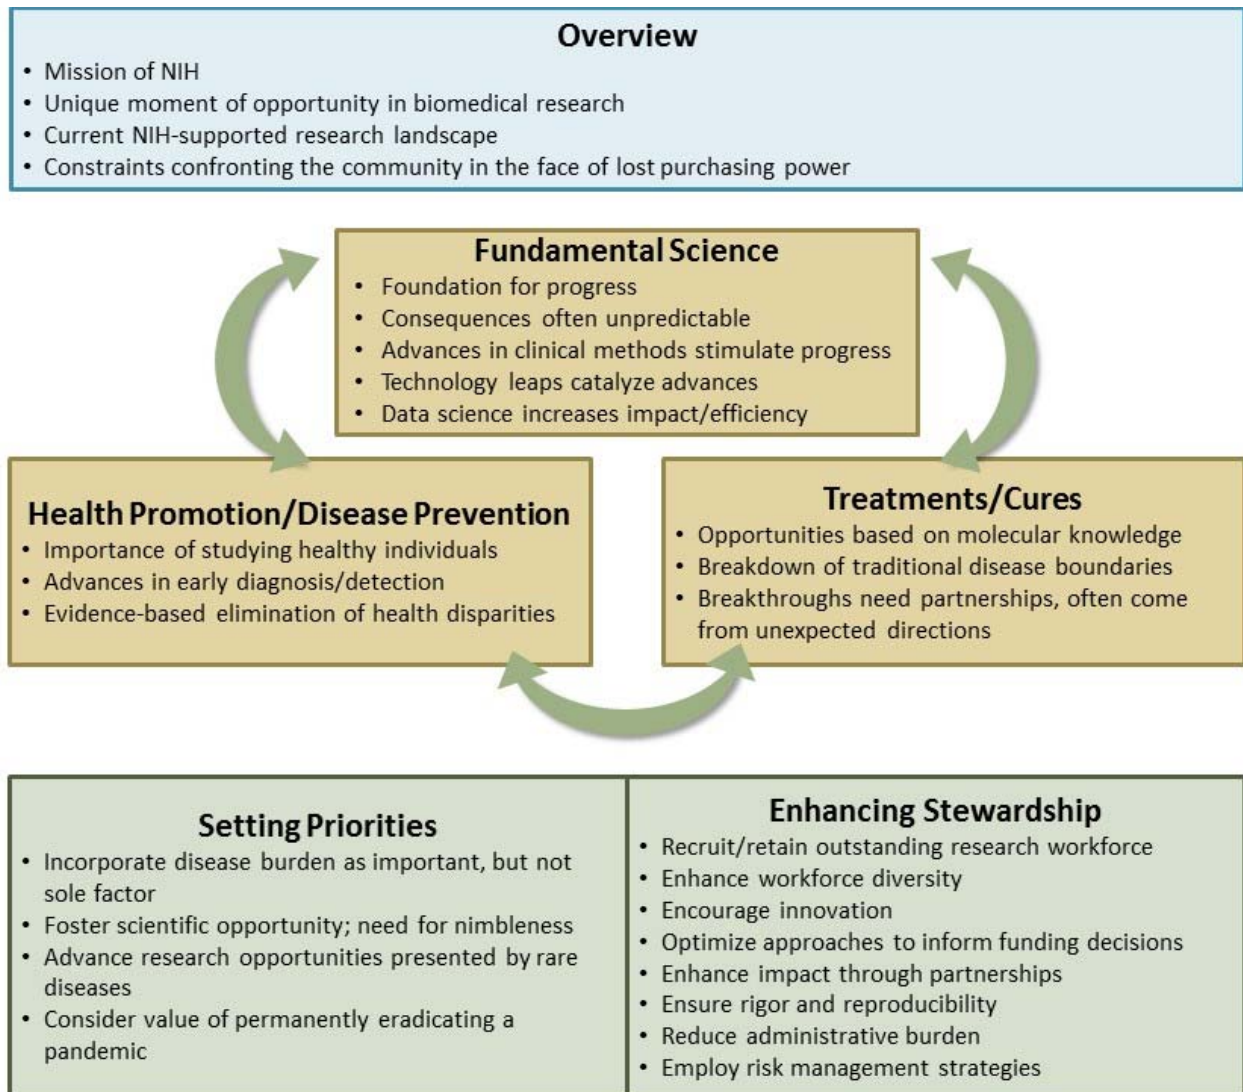 Overview
• Mission of NIH
• Unique moment of opportunity in biomedical research
• Current NIH-supported research landscape
• Constraints confronting the community in the face of lost purchasing power
Fundamental Science
• Foundation for progress
• Consequences often unpredictable
• Advances in clinical methods stimulate progress
• Technology leaps catalyze advances
• Data science increases impact/efficiency
Health Promotion/Disease Prevention
• Importance of studying healthy individuals
• Advances in early diagnosis/detection
• Evidence-based elimination of health disparities
Treatments/Cures
• Opportunities based on molecular knowledge
• Breakdown of traditional disease boundaries
• Breakthroughs need partnerships, often come
from unexpected directions
Setting Priorities
• Incorporate disease burden as important, but not
sole factor
• Foster scientific opportunity; need for nimbleness
• Advance research opportunities presented by rare
diseases
• Consider value of permanently eradicating a
pandemic
Enhancing Stewardship
• Recruit/retain outstanding research workforce
• Enhance workforce diversity
• Encourage innovation
• Optimize approaches to inform funding decisions
• Enhance impact through partnerships
• Ensure rigor and reproducibility
• Reduce administrative burden
• Employ risk management strategies